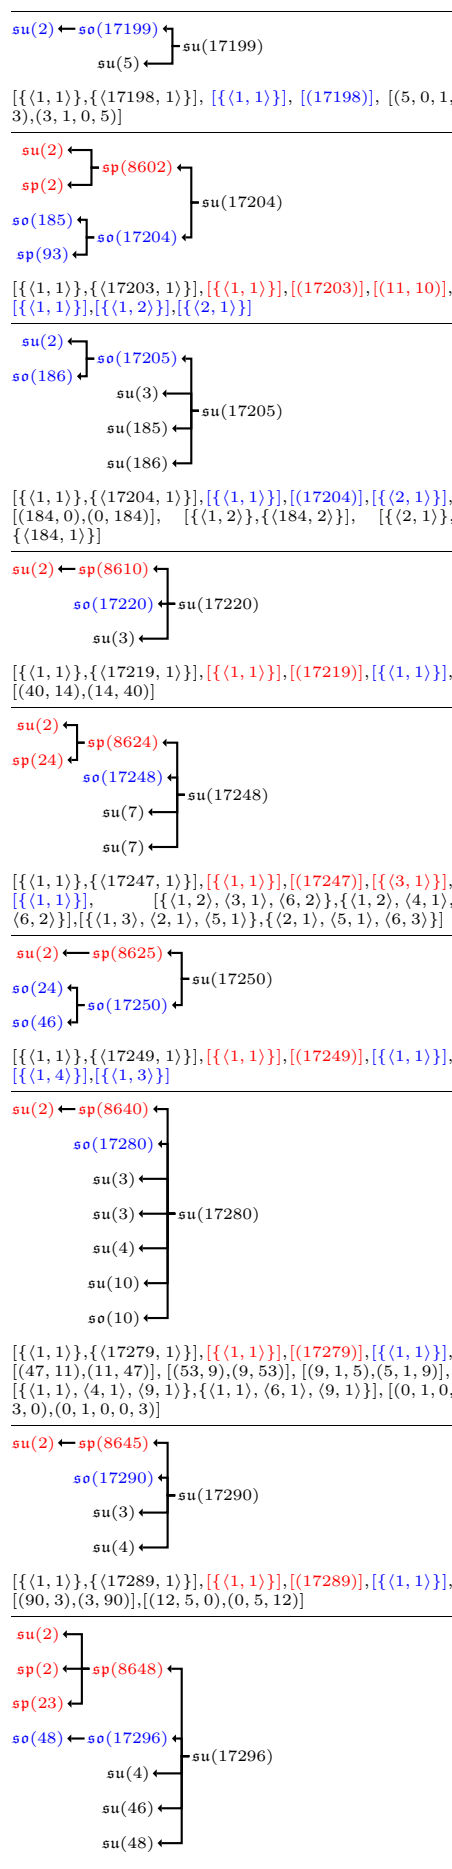 𝔰𝔲(2) 𝔰𝔬(17199)
𝔰𝔲(17199)
𝔰𝔲(5)
[{⟨1, 1⟩},{⟨17198, 1⟩}], [{⟨1, 1⟩}], [(17198)], [(5, 0, 1,
3),(3, 1, 0, 5)]
𝔰𝔲(2)
𝔰𝔭(8602)
𝔰𝔭(2)
𝔰𝔲(17204)
𝔰𝔬(185)
𝔰𝔬(17204)
𝔰𝔭(93)
[{⟨1, 1⟩},{⟨17203, 1⟩}],[{⟨1, 1⟩}],[(17203)],[(11, 10)],
[{⟨1, 1⟩}],[{⟨1, 2⟩}],[{⟨2, 1⟩}]
𝔰𝔲(2)
𝔰𝔬(17205)
𝔰𝔬(186)
𝔰𝔲(3)
𝔰𝔲(17205)
𝔰𝔲(185)
𝔰𝔲(186)
[{⟨1, 1⟩},{⟨17204, 1⟩}],[{⟨1, 1⟩}],[(17204)],[{⟨2, 1⟩}],
[(184, 0),(0, 184)], [{⟨1, 2⟩},{⟨184, 2⟩}], [{⟨2, 1⟩},
{⟨184, 1⟩}]
𝔰𝔲(2) 𝔰𝔭(8610)
𝔰𝔬(17220) 𝔰𝔲(17220)
𝔰𝔲(3)
[{⟨1, 1⟩},{⟨17219, 1⟩}],[{⟨1, 1⟩}],[(17219)],[{⟨1, 1⟩}],
[(40, 14),(14, 40)]
𝔰𝔲(2)
𝔰𝔭(8624)
𝔰𝔭(24)
𝔰𝔬(17248)
𝔰𝔲(17248)
𝔰𝔲(7)
𝔰𝔲(7)
[{⟨1, 1⟩},{⟨17247, 1⟩}],[{⟨1, 1⟩}],[(17247)],[{⟨3, 1⟩}],
[{⟨1, 1⟩}], [{⟨1, 2⟩, ⟨3, 1⟩, ⟨6, 2⟩},{⟨1, 2⟩, ⟨4, 1⟩,
⟨6, 2⟩}],[{⟨1, 3⟩, ⟨2, 1⟩, ⟨5, 1⟩},{⟨2, 1⟩, ⟨5, 1⟩, ⟨6, 3⟩}]
𝔰𝔲(2) 𝔰𝔭(8625)
𝔰𝔲(17250)
𝔰𝔬(24)
𝔰𝔬(17250)
𝔰𝔬(46)
[{⟨1, 1⟩},{⟨17249, 1⟩}],[{⟨1, 1⟩}],[(17249)],[{⟨1, 1⟩}],
[{⟨1, 4⟩}],[{⟨1, 3⟩}]
𝔰𝔲(2) 𝔰𝔭(8640)
𝔰𝔬(17280)
𝔰𝔲(3)
𝔰𝔲(3)
𝔰𝔲(17280)
𝔰𝔲(4)
𝔰𝔲(10)
𝔰𝔬(10)
[{⟨1, 1⟩},{⟨17279, 1⟩}],[{⟨1, 1⟩}],[(17279)],[{⟨1, 1⟩}],
[(47, 11),(11, 47)], [(53, 9),(9, 53)], [(9, 1, 5),(5, 1, 9)],
[{⟨1, 1⟩, ⟨4, 1⟩, ⟨9, 1⟩},{⟨1, 1⟩, ⟨6, 1⟩, ⟨9, 1⟩}], [(0, 1, 0,
3, 0),(0, 1, 0, 0, 3)]
𝔰𝔲(2) 𝔰𝔭(8645)
𝔰𝔬(17290)
𝔰𝔲(17290)
𝔰𝔲(3)
𝔰𝔲(4)
[{⟨1, 1⟩},{⟨17289, 1⟩}],[{⟨1, 1⟩}],[(17289)],[{⟨1, 1⟩}],
[(90, 3),(3, 90)],[(12, 5, 0),(0, 5, 12)]
𝔰𝔲(2)
𝔰𝔭(2) 𝔰𝔭(8648)
𝔰𝔭(23)
𝔰𝔬(48) 𝔰𝔬(17296)
𝔰𝔲(17296)
𝔰𝔲(4)
𝔰𝔲(46)
𝔰𝔲(48)